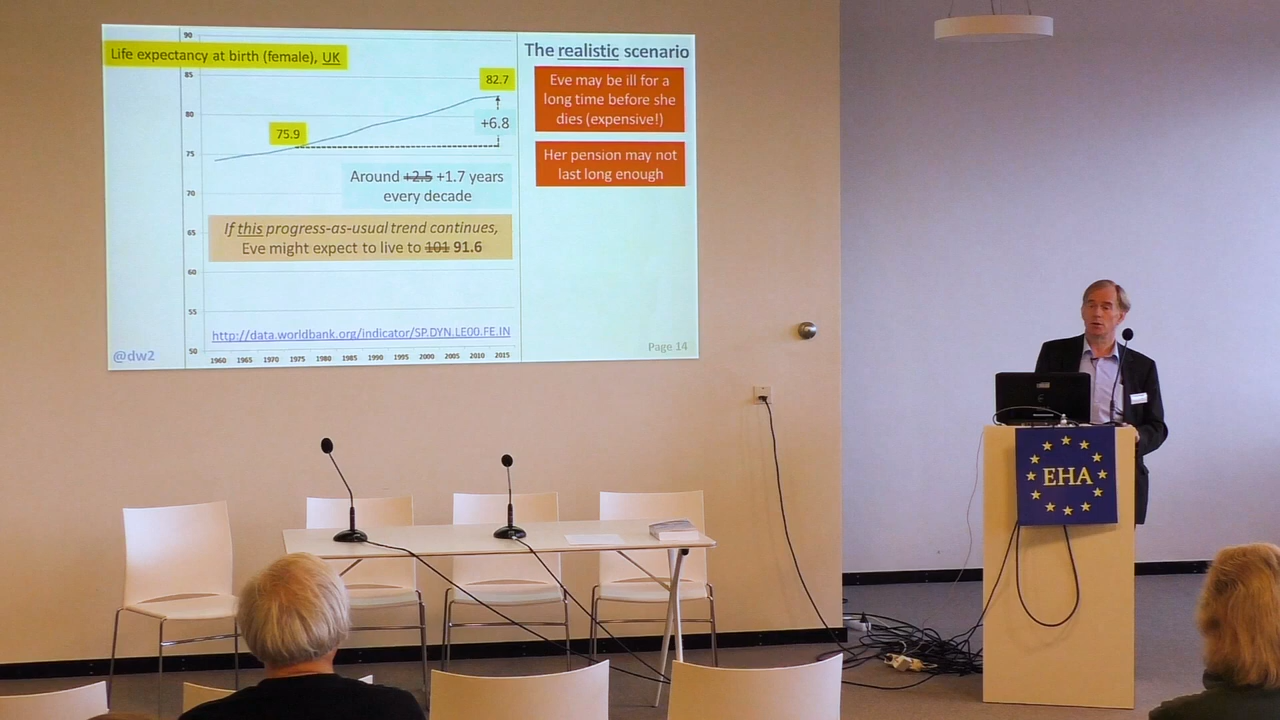 Life expectancy at birth (female), UK
90
85
80
75
70
65
60
55
50
82.7
75.9
+6.8
Around +2.5 +1.7 years
every decade
If this progress-as-usual trend continues,
Eve might expect to live to 101 91.6
http://data.worldbank.org/indicator/SP.DYN.LE00.FE.IN
1960 1965 1970 1975 1980 1985 1990 1995 2000 2005 2010 2015
@dw2
The realistic scenario
Eve may be ill for a
long time before she
dies (expensive!)
Her pension may not
last long enough
Page 14
EHA